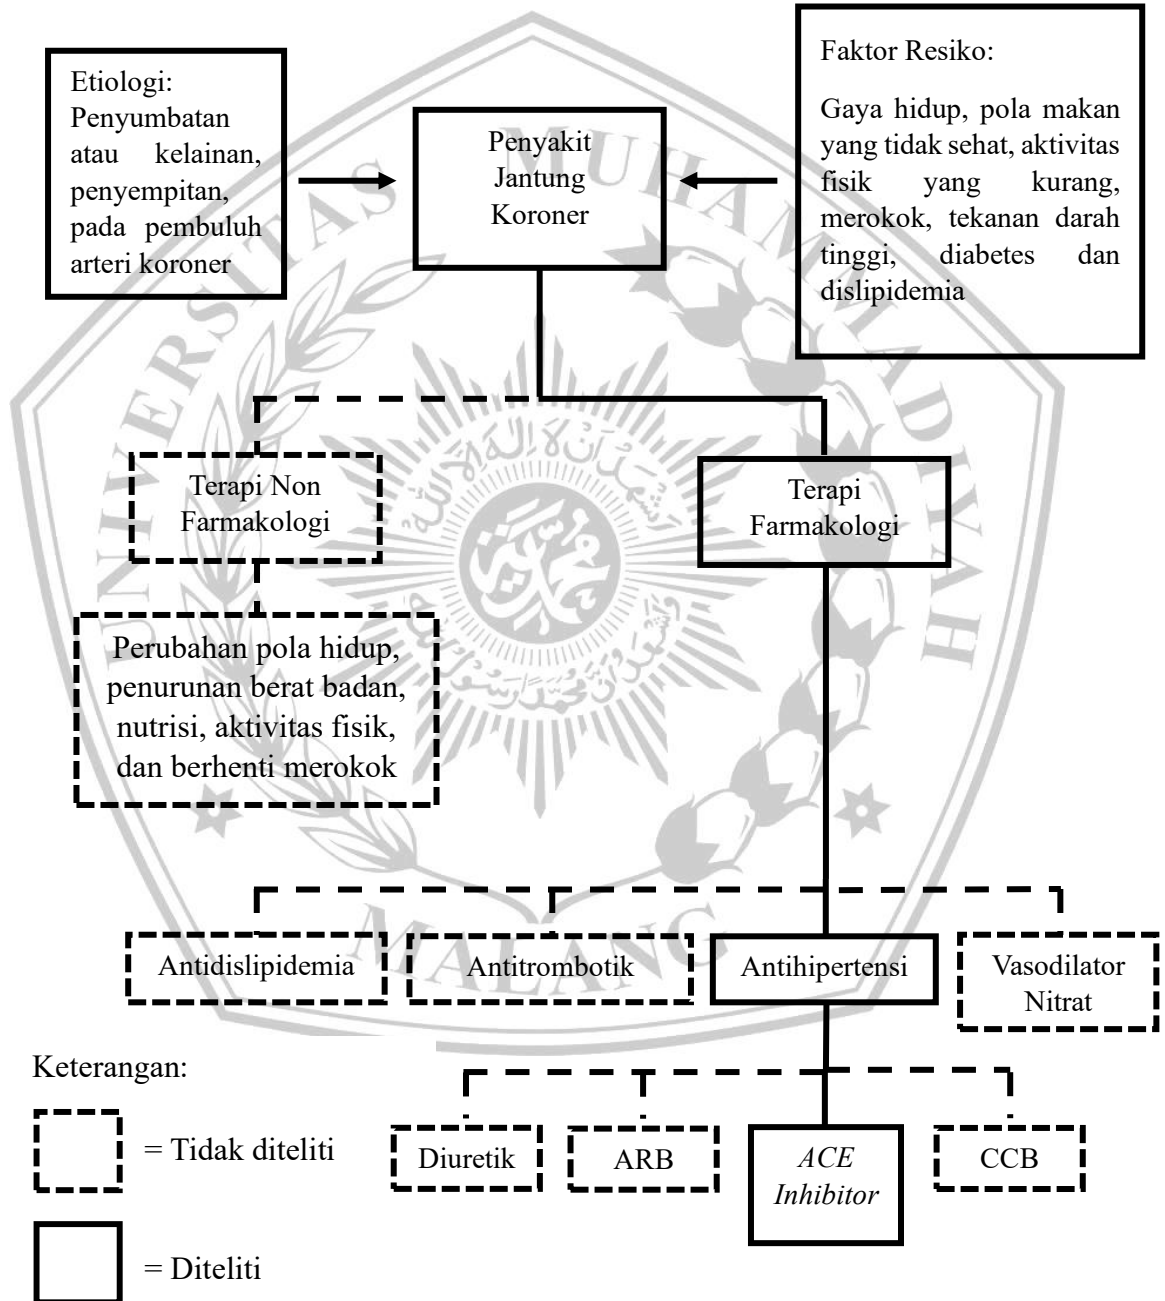 Etiologi:
Penyumbatan
atau kelainan,
penyempitan,
pada pembuluh
arteri koroner
Penyakit
Jantung
Koroner
Faktor Resiko:
Gaya hidup, pola makan
yang tidak sehat, aktivitas
fisik yang kurang,
merokok, tekanan darah
tinggi, diabetes dan
dislipidemia
UNIVERSITAS MUHAMMADIYAH
MALANG
Terapi Non
Farmakologi
Terapi
Farmakologi
Perubahan pola hidup,
penurunan berat badan,
nutrisi, aktivitas fisik,
dan berhenti merokok
Antidislipidemia
Antitrombotik
Antihipertensi
Vasodilator
Nitrat
Keterangan:
= Tidak diteliti
= Diteliti
Diuretik
ARB
ACE
Inhibitor
CCB